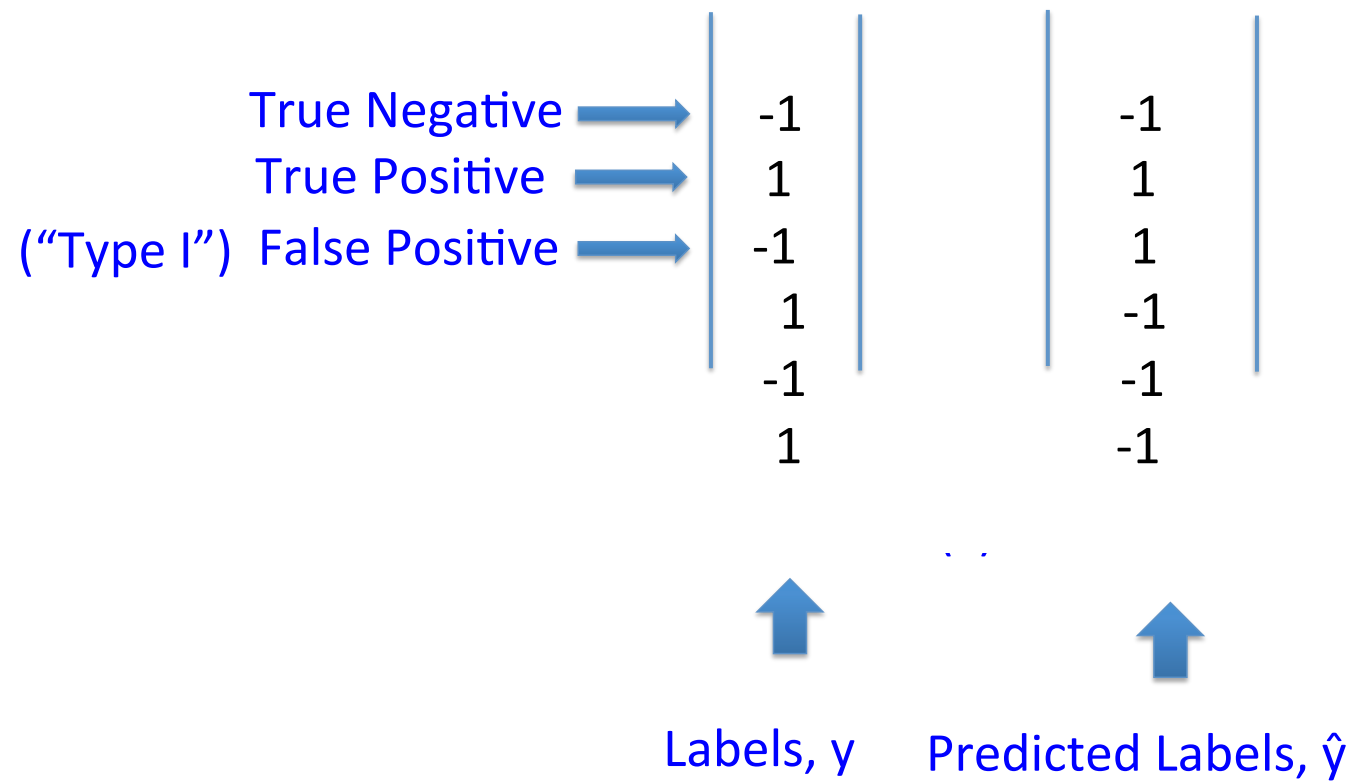 True Negative -1 -1
True Positive 1 1
(“Type I”) False Positive -1 1
1 -1
-1 -1
1 -1
Labels, y Predicted Labels, ŷ